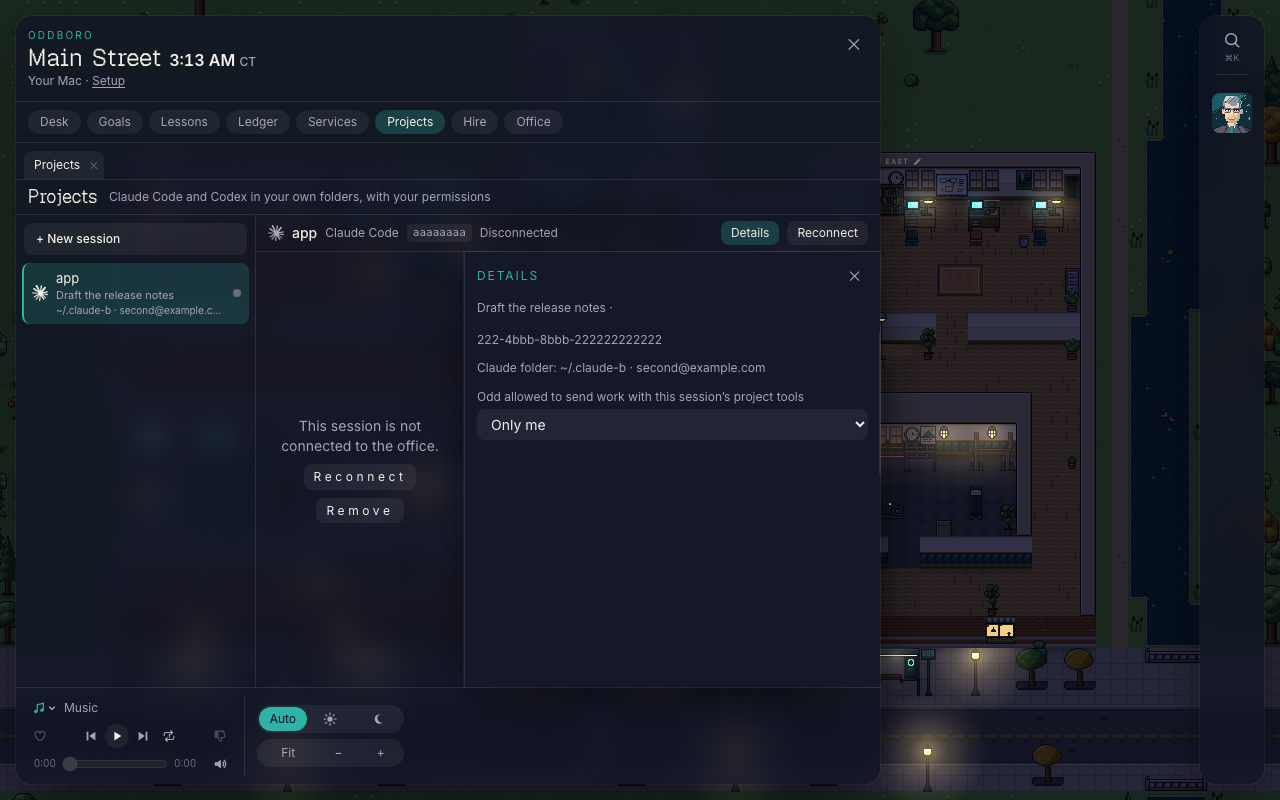 ODDBORO
Main Street 3:13 AM CT
Your Mac · Setup
⌘K
Desk
Goals
Lessons
Ledger
Services
Projects
Hire
Office
Projects
Projects Claude Code and Codex in your own folders, with your permissions
+ New session
app Claude Code aaaaaaaa Disconnected
Details
Reconnect
app
Draft the release notes
~/.claude-b · second@example.c...
DETAILS
Draft the release notes ·
222-4bbb-8bbb-222222222222
Claude folder: ~/.claude-b · second@example.com
Odd allowed to send work with this session's project tools
Only me
This session is not
connected to the office.
Reconnect
Remove
EAST
Music
0:00
0:00
Auto
Fit
−
+